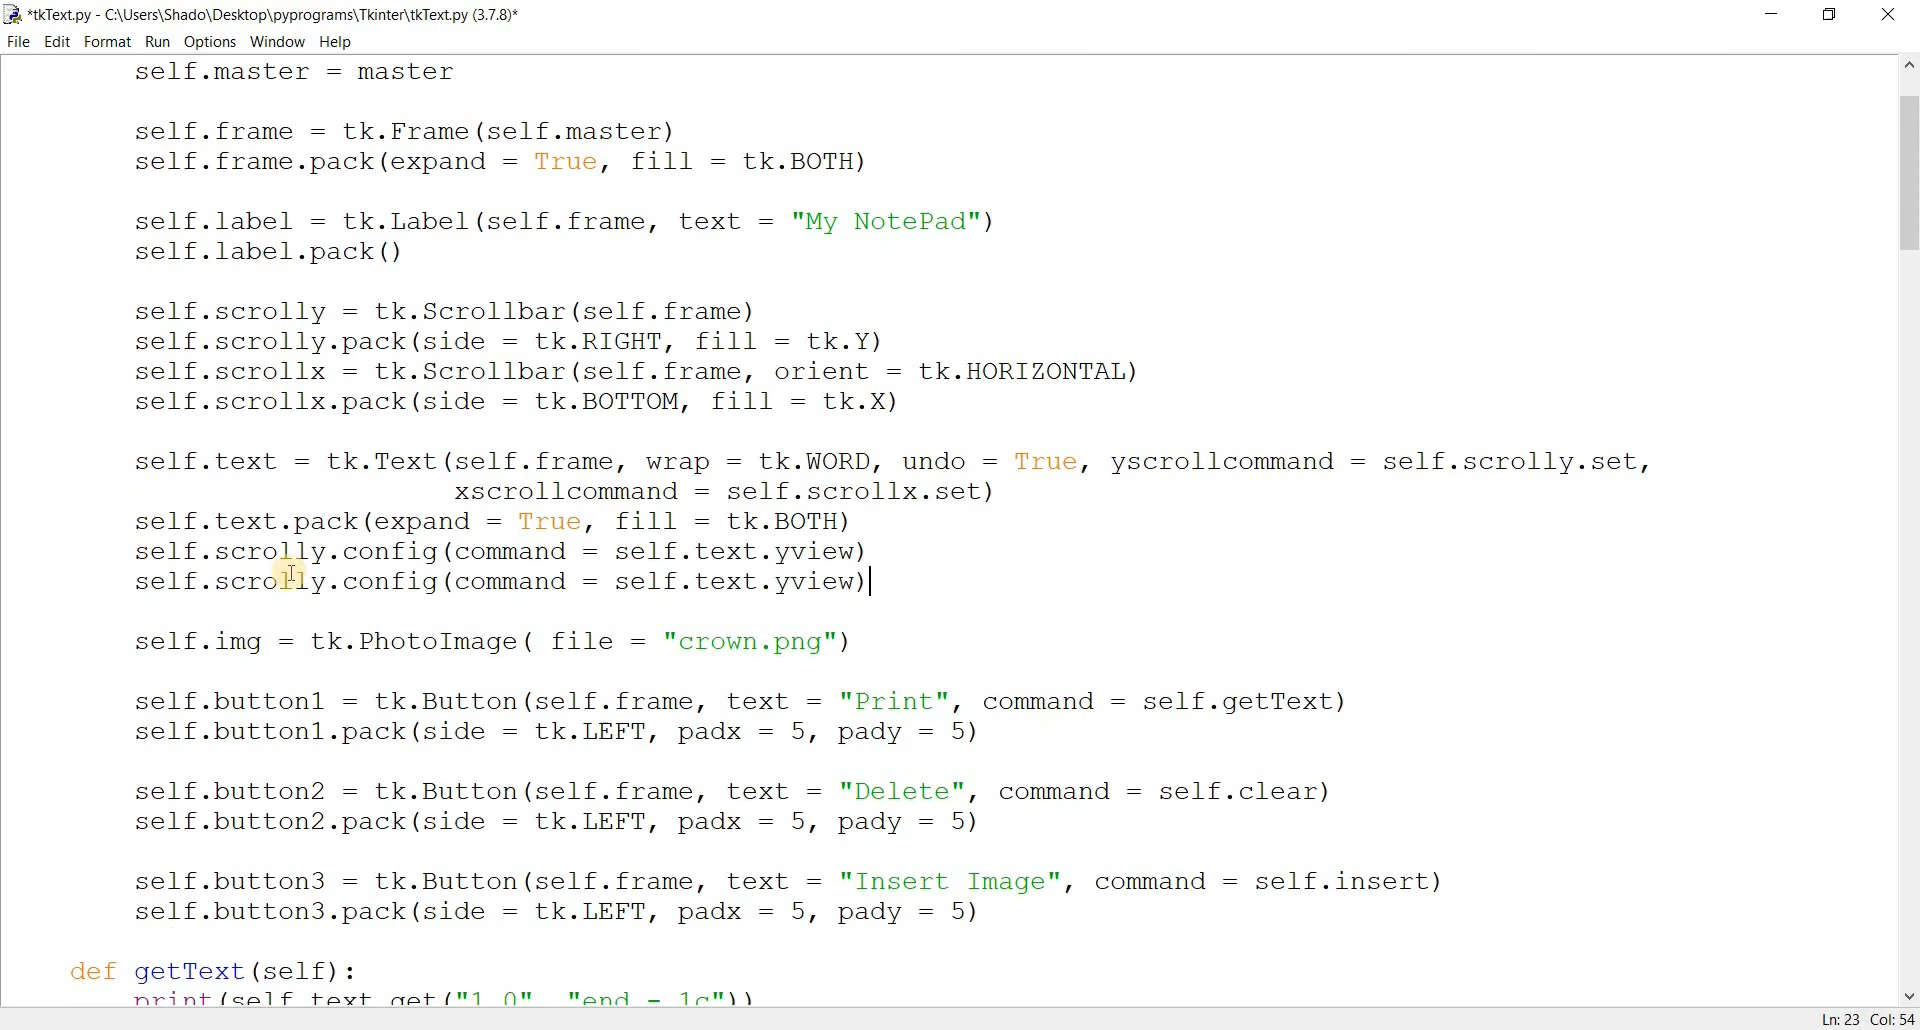 *tkText.py - C:\Users\Shado\Desktop\pyprograms\Tkinter\tkText.py (3.7.8)*
File Edit Format Run Options Window Help
self.master = master
self.frame = tk.Frame(self.master)
self.frame.pack(expand = True, fill = tk.BOTH)
self.label = tk.Label(self.frame, text = "My NotePad")
self.label.pack()
self.scrolly = tk.Scrollbar(self.frame)
self.scrolly.pack(side = tk.RIGHT, fill = tk.Y)
self.scrollx = tk.Scrollbar(self.frame, orient = tk.HORIZONTAL)
self.scrollx.pack(side = tk.BOTTOM, fill = tk.X)
self.text = tk.Text(self.frame, wrap = tk.WORD, undo = True, yscrollcommand = self.scrolly.set,
xscrollcommand = self.scrollx.set)
self.text.pack(expand = True, fill = tk.BOTH)
self.scrolly.config(command = self.text.yview)
self.scrolly.config(command = self.text.yview)
self.img = tk.PhotoImage( file = "crown.png")
self.button1 = tk.Button(self.frame, text = "Print", command = self.getText)
self.button1.pack(side = tk.LEFT, padx = 5, pady = 5)
self.button2 = tk.Button(self.frame, text = "Delete", command = self.clear)
self.button2.pack(side = tk.LEFT, padx = 5, pady = 5)
self.button3 = tk.Button(self.frame, text = "Insert Image", command = self.insert)
self.button3.pack(side = tk.LEFT, padx = 5, pady = 5)
def getText(self):
print(self.text.get("1.0", "end - 1c"))
Ln: 23 Col: 54